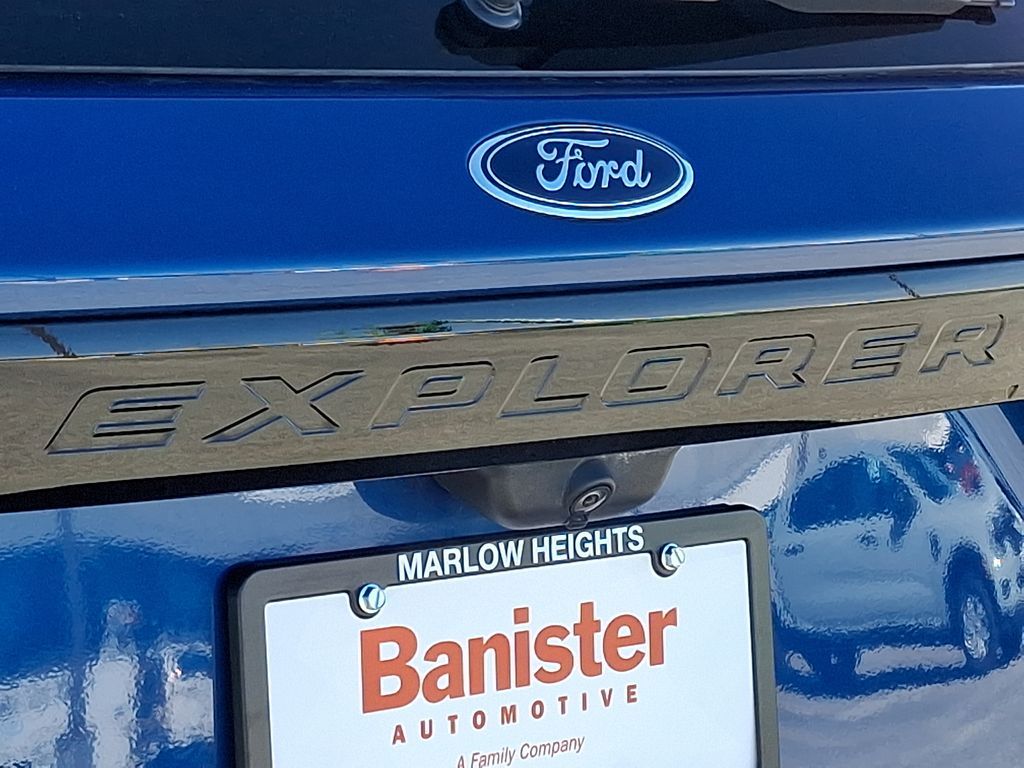 Ford
EXPLORER
MARLOW HEIGHTS
Banister
AUTOMOTIVE
A Family Company